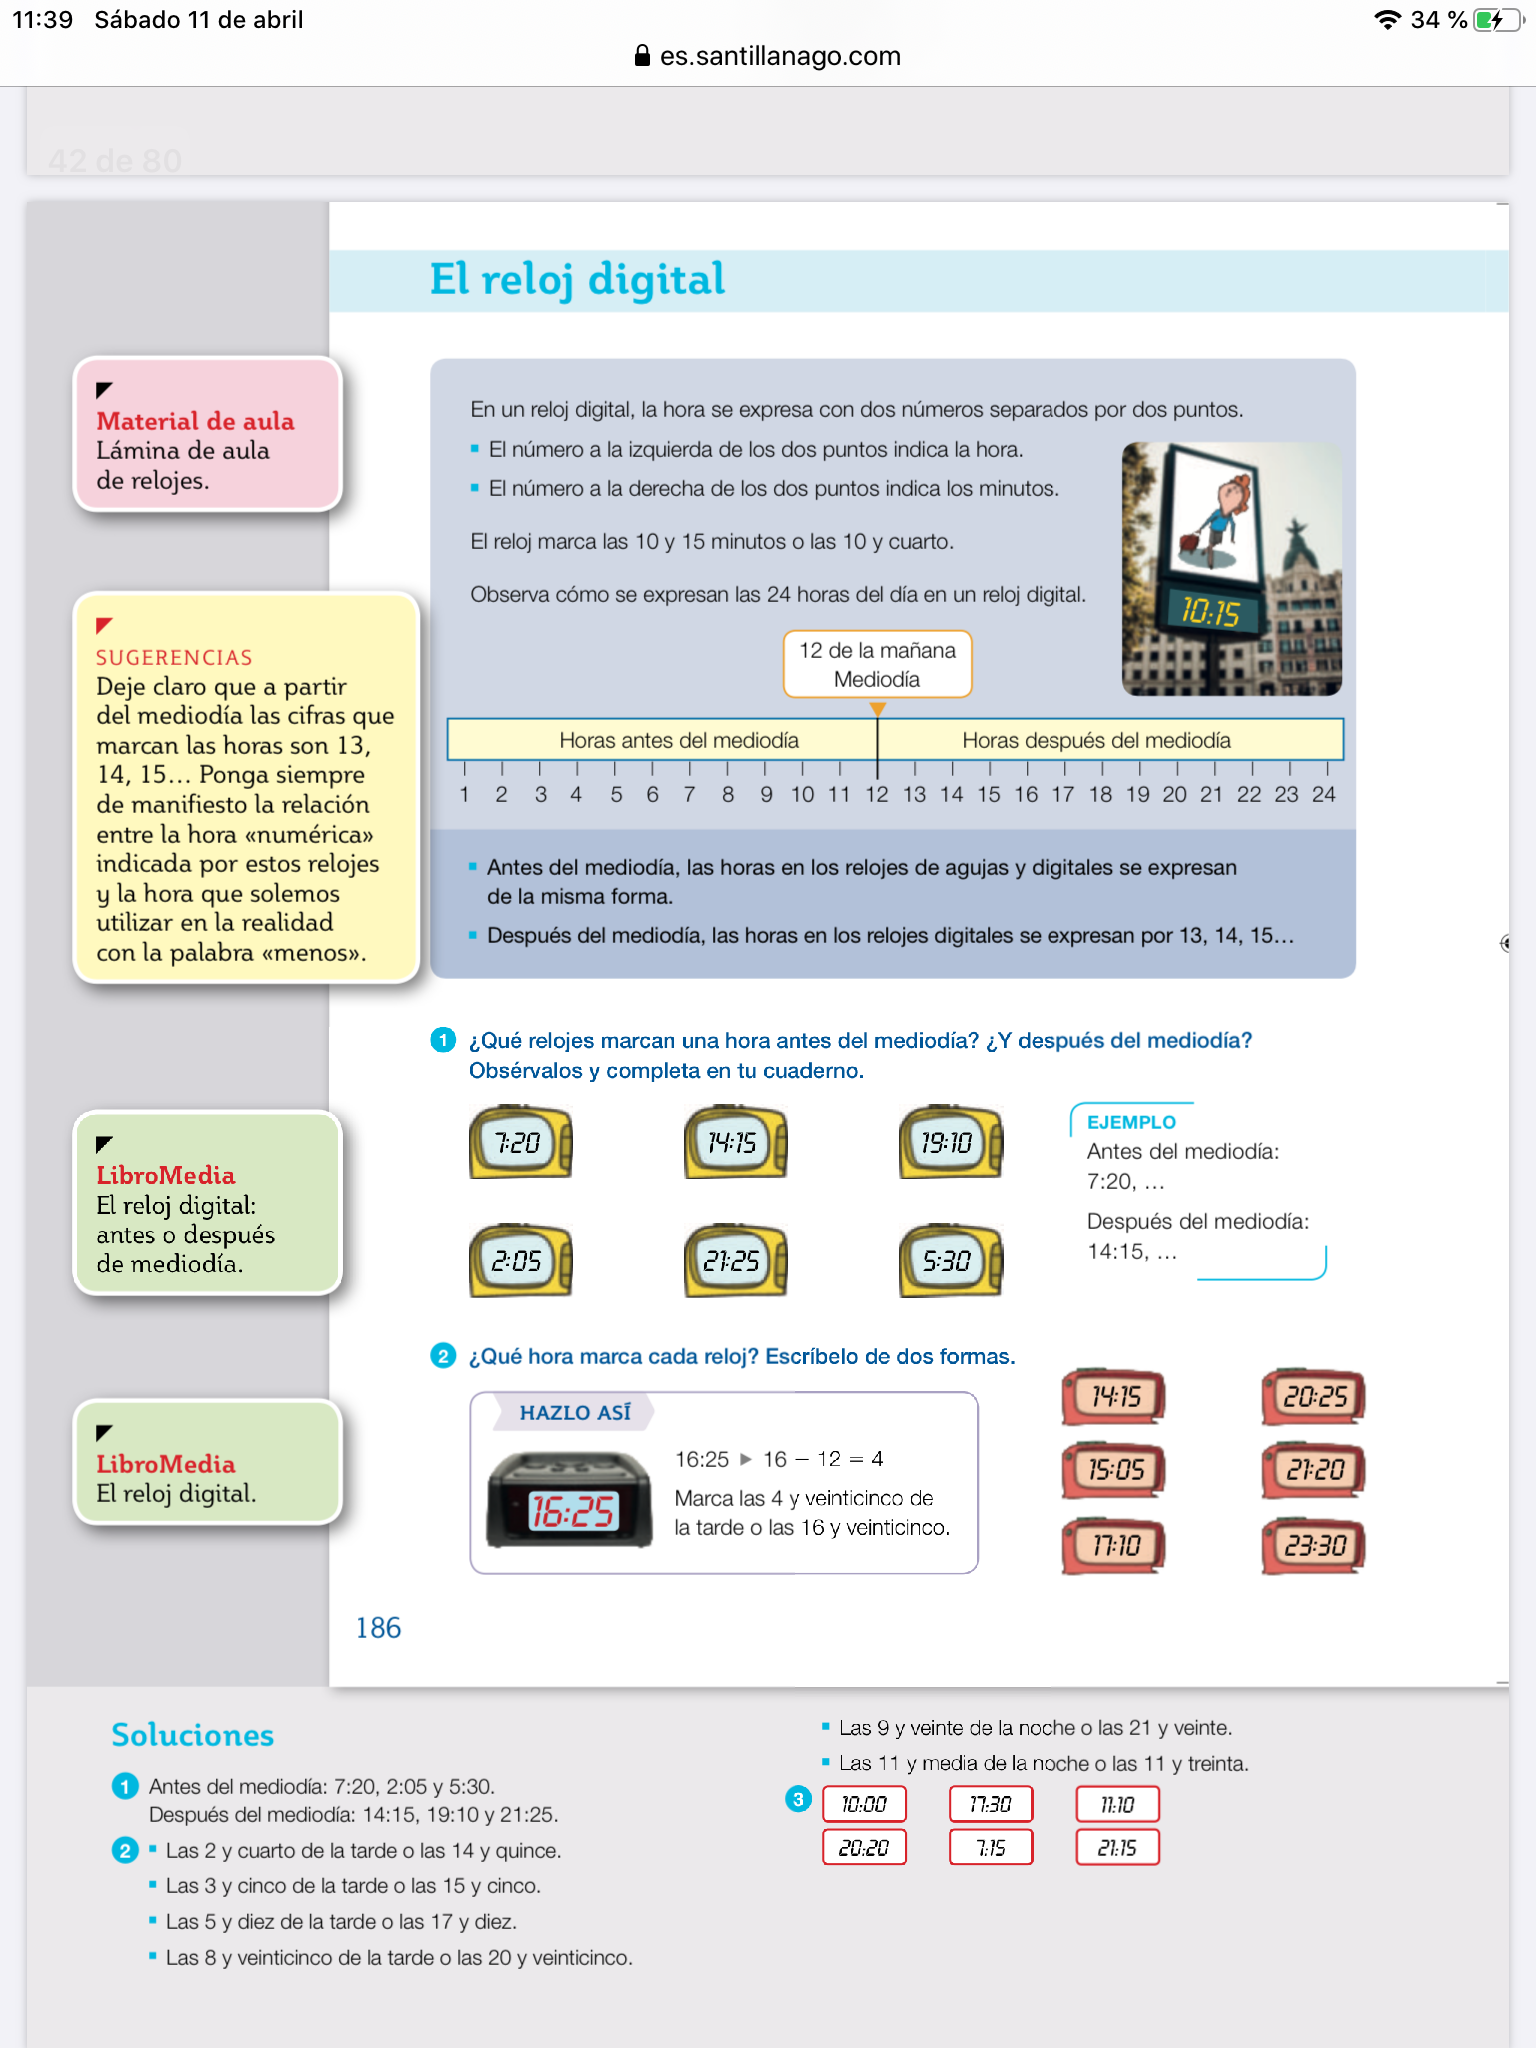 11:39 Sábado 11 de abril
34 %
es.santillanago.com
42 de 80
El reloj digital
Material de aula
Lámina de aula
de relojes.
SUGERENCIAS
Deje claro que a partir
del mediodía las cifras que
marcan las horas son 13,
14, 15... Ponga siempre
de manifiesto la relación
entre la hora «numérica»
indicada por estos relojes
y la hora que solemos
utilizar en la realidad
con la palabra «menos».
En un reloj digital, la hora se expresa con dos números separados por dos puntos.
El número a la izquierda de los dos puntos indica la hora.
El número a la derecha de los dos puntos indica los minutos.
El reloj marca las 10 y 15 minutos o las 10 y cuarto.
Observa cómo se expresan las 24 horas del día en un reloj digital.
10:15
12 de la mañana
Mediodía
Horas antes del mediodía Horas después del mediodía
1 2 3 4 5 6 7 8 9 10 11 12 13 14 15 16 17 18 19 20 21 22 23 24
Antes del mediodía, las horas en los relojes de agujas y digitales se expresan
de la misma forma.
Después del mediodía, las horas en los relojes digitales se expresan por 13, 14, 15...
1 ¿Qué relojes marcan una hora antes del mediodía? ¿Y después del mediodía?
Obsérvalos y completa en tu cuaderno.
7:20 14:15 19:10
2:05 21:25 5:30
EJEMPLO
Antes del mediodía:
7:20, ...
Después del mediodía:
14:15, ...
LibroMedia
El reloj digital:
antes o después
de mediodía.
2 ¿Qué hora marca cada reloj? Escríbelo de dos formas.
HAZLO ASÍ
16:25
16:25 ▶ 16 − 12 = 4
Marca las 4 y veinticinco de
la tarde o las 16 y veinticinco.
14:15 20:25
15:05 21:20
17:10 23:30
LibroMedia
El reloj digital.
186
Soluciones
1 Antes del mediodía: 7:20, 2:05 y 5:30.
Después del mediodía: 14:15, 19:10 y 21:25.
2 Las 2 y cuarto de la tarde o las 14 y quince.
Las 3 y cinco de la tarde o las 15 y cinco.
Las 5 y diez de la tarde o las 17 y diez.
Las 8 y veinticinco de la tarde o las 20 y veinticinco.
Las 9 y veinte de la noche o las 21 y veinte.
Las 11 y media de la noche o las 11 y treinta.
3 10:00 17:30 11:10
20:20 7:15 21:15